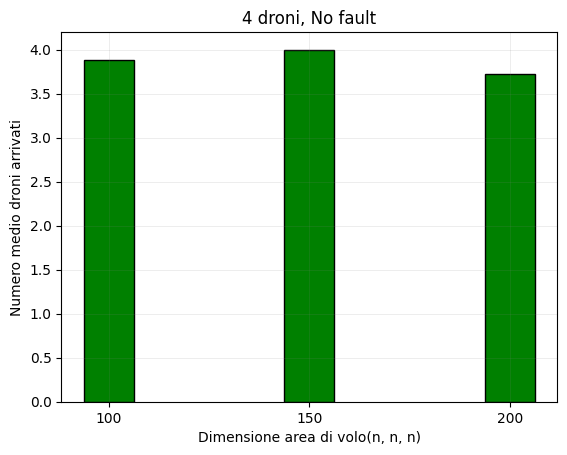 4 droni, No fault
Numero medio droni arrivati
4.0
3.5
3.0
2.5
2.0
1.5
1.0
0.5
0.0
100 150 200
Dimensione area di volo(n, n, n)